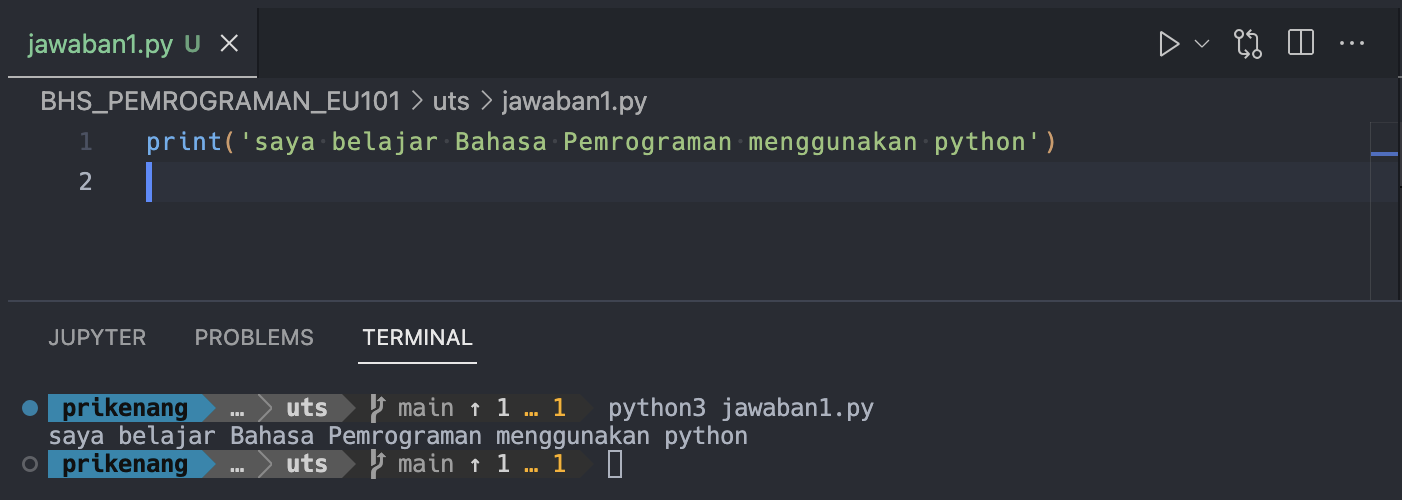 jawaban1.py U
BHS_PEMROGRAMAN_EU101 > uts > jawaban1.py
1 print('saya belajar Bahasa Pemrograman menggunakan python')
2
JUPYTER PROBLEMS TERMINAL
prikenang … uts main ↑ 1 … 1 python3 jawaban1.py
saya belajar Bahasa Pemrograman menggunakan python
prikenang … uts main ↑ 1 … 1